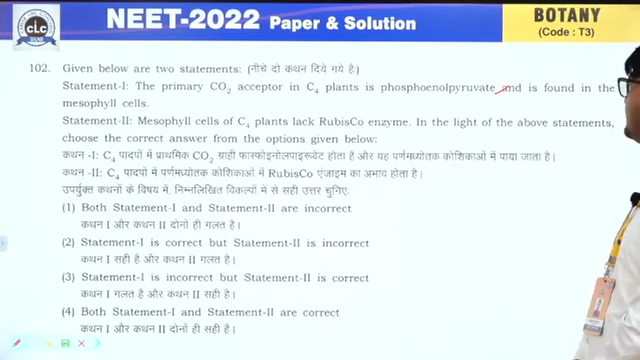 CLC
SIKAR
NEET-2022 Paper & Solution
BOTANY
(Code : T3)
102. Given below are two statements: (नीचे दो कथन दिये गये है:)
Statement-I: The primary CO₂ acceptor in C₄ plants is phosphoenolpyruvate and is found in the
mesophyll cells.
Statement-II: Mesophyll cells of C₄ plants lack RubisCo enzyme. In the light of the above statements,
choose the correct answer from the options given below:
कथन -I: C₄ पादपों में प्राथमिक CO₂ ग्राही फास्फोइनोलपाइरूवेट होता है और यह पर्णमध्योतक कोशिकाओं में पाया जाता है।
कथन -II: C₄ पादपों में पर्णमध्योतक कोशिकाओं में RubisCo एंजाइम का अभाव होता है।
उपर्युक्त कथनों के विषय में, निम्नलिखित विकल्पों में से सही उत्तर चुनिए:
(1) Both Statement-I and Statement-II are incorrect
कथन I और कथन II दोनों ही गलत है।
(2) Statement-I is correct but Statement-II is incorrect
कथन I सही है और कथन II गलत है।
(3) Statement-I is incorrect but Statement-II is correct
कथन I गलत है और कथन II सही है।
(4) Both Statement-I and Statement-II are correct
कथन I और कथन II दोनों ही सही हैं।